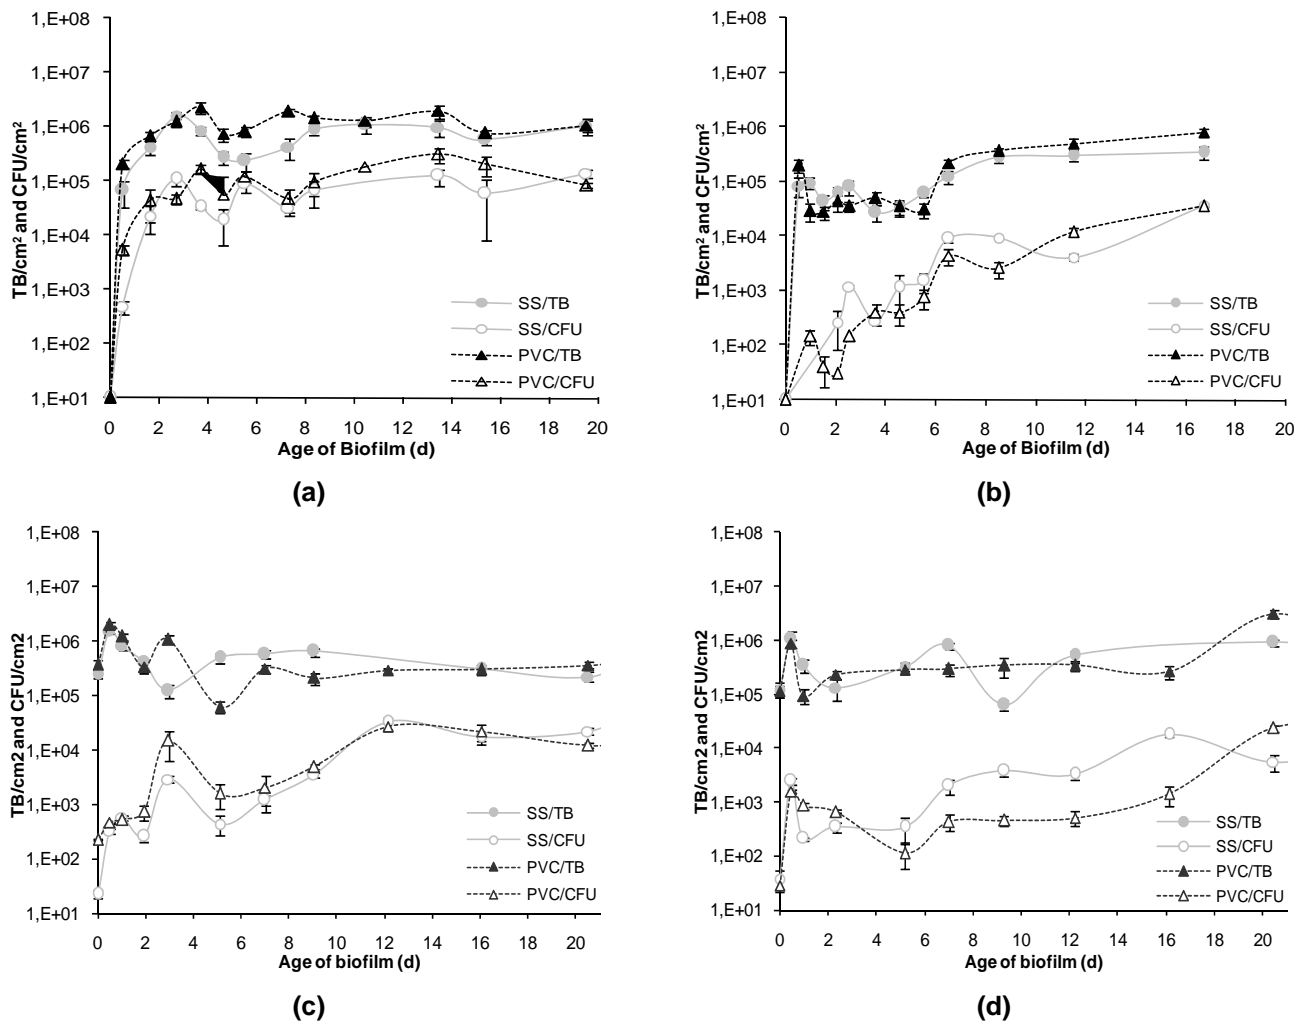 1,E+08
1,E+07
1,E+06
1,E+05
1,E+04
1,E+03
1,E+02
1,E+01
TB/cm² and CFU/cm²
SS/TB
SS/CFU
PVC/TB
PVC/CFU
0 2 4 6 8 10 12 14 16 18 20
Age of Biofilm (d)
(a)
1,E+08
1,E+07
1,E+06
1,E+05
1,E+04
1,E+03
1,E+02
1,E+01
TB/cm² and CFU/cm²
SS/TB
SS/CFU
PVC/TB
PVC/CFU
0 2 4 6 8 10 12 14 16 18 20
Age of Biofilm (d)
(b)
1,E+08
1,E+07
1,E+06
1,E+05
1,E+04
1,E+03
1,E+02
1,E+01
TB/cm2 and CFU/cm2
SS/TB
SS/CFU
PVC/TB
PVC/CFU
0 2 4 6 8 10 12 14 16 18 20
Age of biofilm (d)
(c)
1,E+08
1,E+07
1,E+06
1,E+05
1,E+04
1,E+03
1,E+02
1,E+01
TB/cm2 and CFU/cm2
SS/TB
SS/CFU
PVC/TB
PVC/CFU
0 2 4 6 8 10 12 14 16 18 20
Age of biofilm (d)
(d)